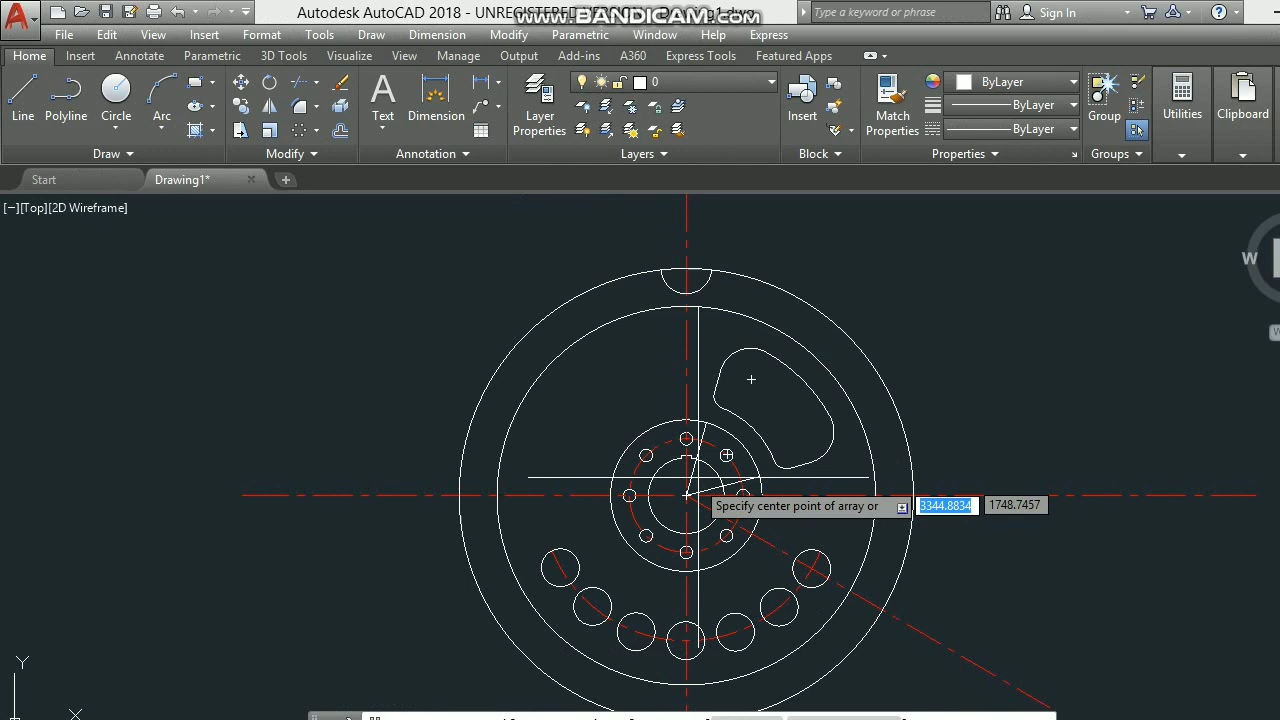 Autodesk AutoCAD 2018 - UNREGISTERED VERSION Drawing1.dwg
www.BANDICAM.com
Type a keyword or phrase
Sign In
File Edit View Insert Format Tools Draw Dimension Modify Parametric Window Help Express
Home Insert Annotate Parametric 3D Tools Visualize View Manage Output Add-ins A360 Express Tools Featured Apps
0
ByLayer
ByLayer
ByLayer
Line Polyline Circle Arc
Text Dimension
Layer Properties
Insert
Match Properties
Group
Utilities
Clipboard
Draw Modify Annotation Layers Block Properties Groups
Start Drawing1*
[−][Top][2D Wireframe]
W
Specify center point of array or 3344.8834 1748.7457
Y
X